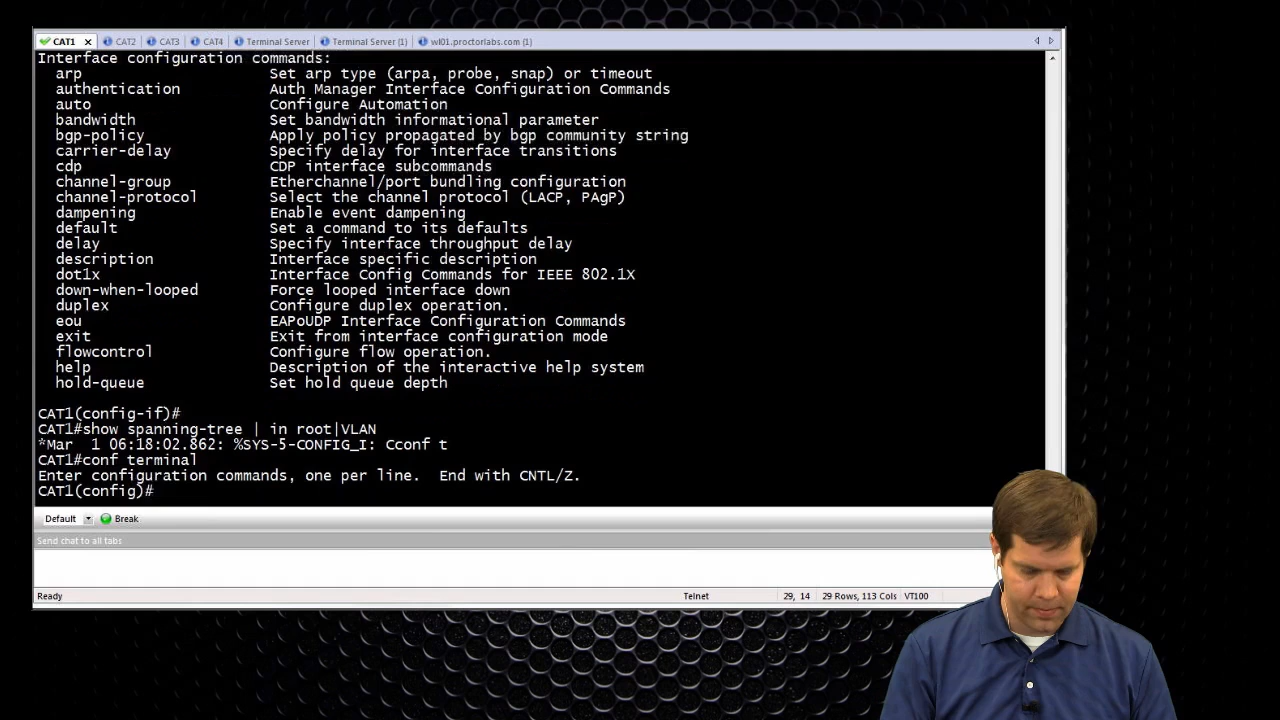 CAT1 x CAT2 CAT3 CAT4 Terminal Server Terminal Server (1) wl01.proctorlabs.com (1)
Interface configuration commands:
arp Set arp type (arpa, probe, snap) or timeout
authentication Auth Manager Interface Configuration Commands
auto Configure Automation
bandwidth Set bandwidth informational parameter
bgp-policy Apply policy propagated by bgp community string
carrier-delay Specify delay for interface transitions
cdp CDP interface subcommands
channel-group Etherchannel/port bundling configuration
channel-protocol Select the channel protocol (LACP, PAgP)
dampening Enable event dampening
default Set a command to its defaults
delay Specify interface throughput delay
description Interface specific description
dot1x Interface Config Commands for IEEE 802.1X
down-when-looped Force looped interface down
duplex Configure duplex operation.
eou EAPoUDP Interface Configuration Commands
exit Exit from interface configuration mode
flowcontrol Configure flow operation.
help Description of the interactive help system
hold-queue Set hold queue depth
CAT1(config-if)#
CAT1#show spanning-tree | in root|VLAN
*Mar 1 06:18:02.862: %SYS-5-CONFIG_I: Cconf t
CAT1#conf terminal
Enter configuration commands, one per line. End with CNTL/Z.
CAT1(config)#
Default Break
Send chat to all tabs
Ready Telnet 29, 14 29 Rows, 113 Cols VT100